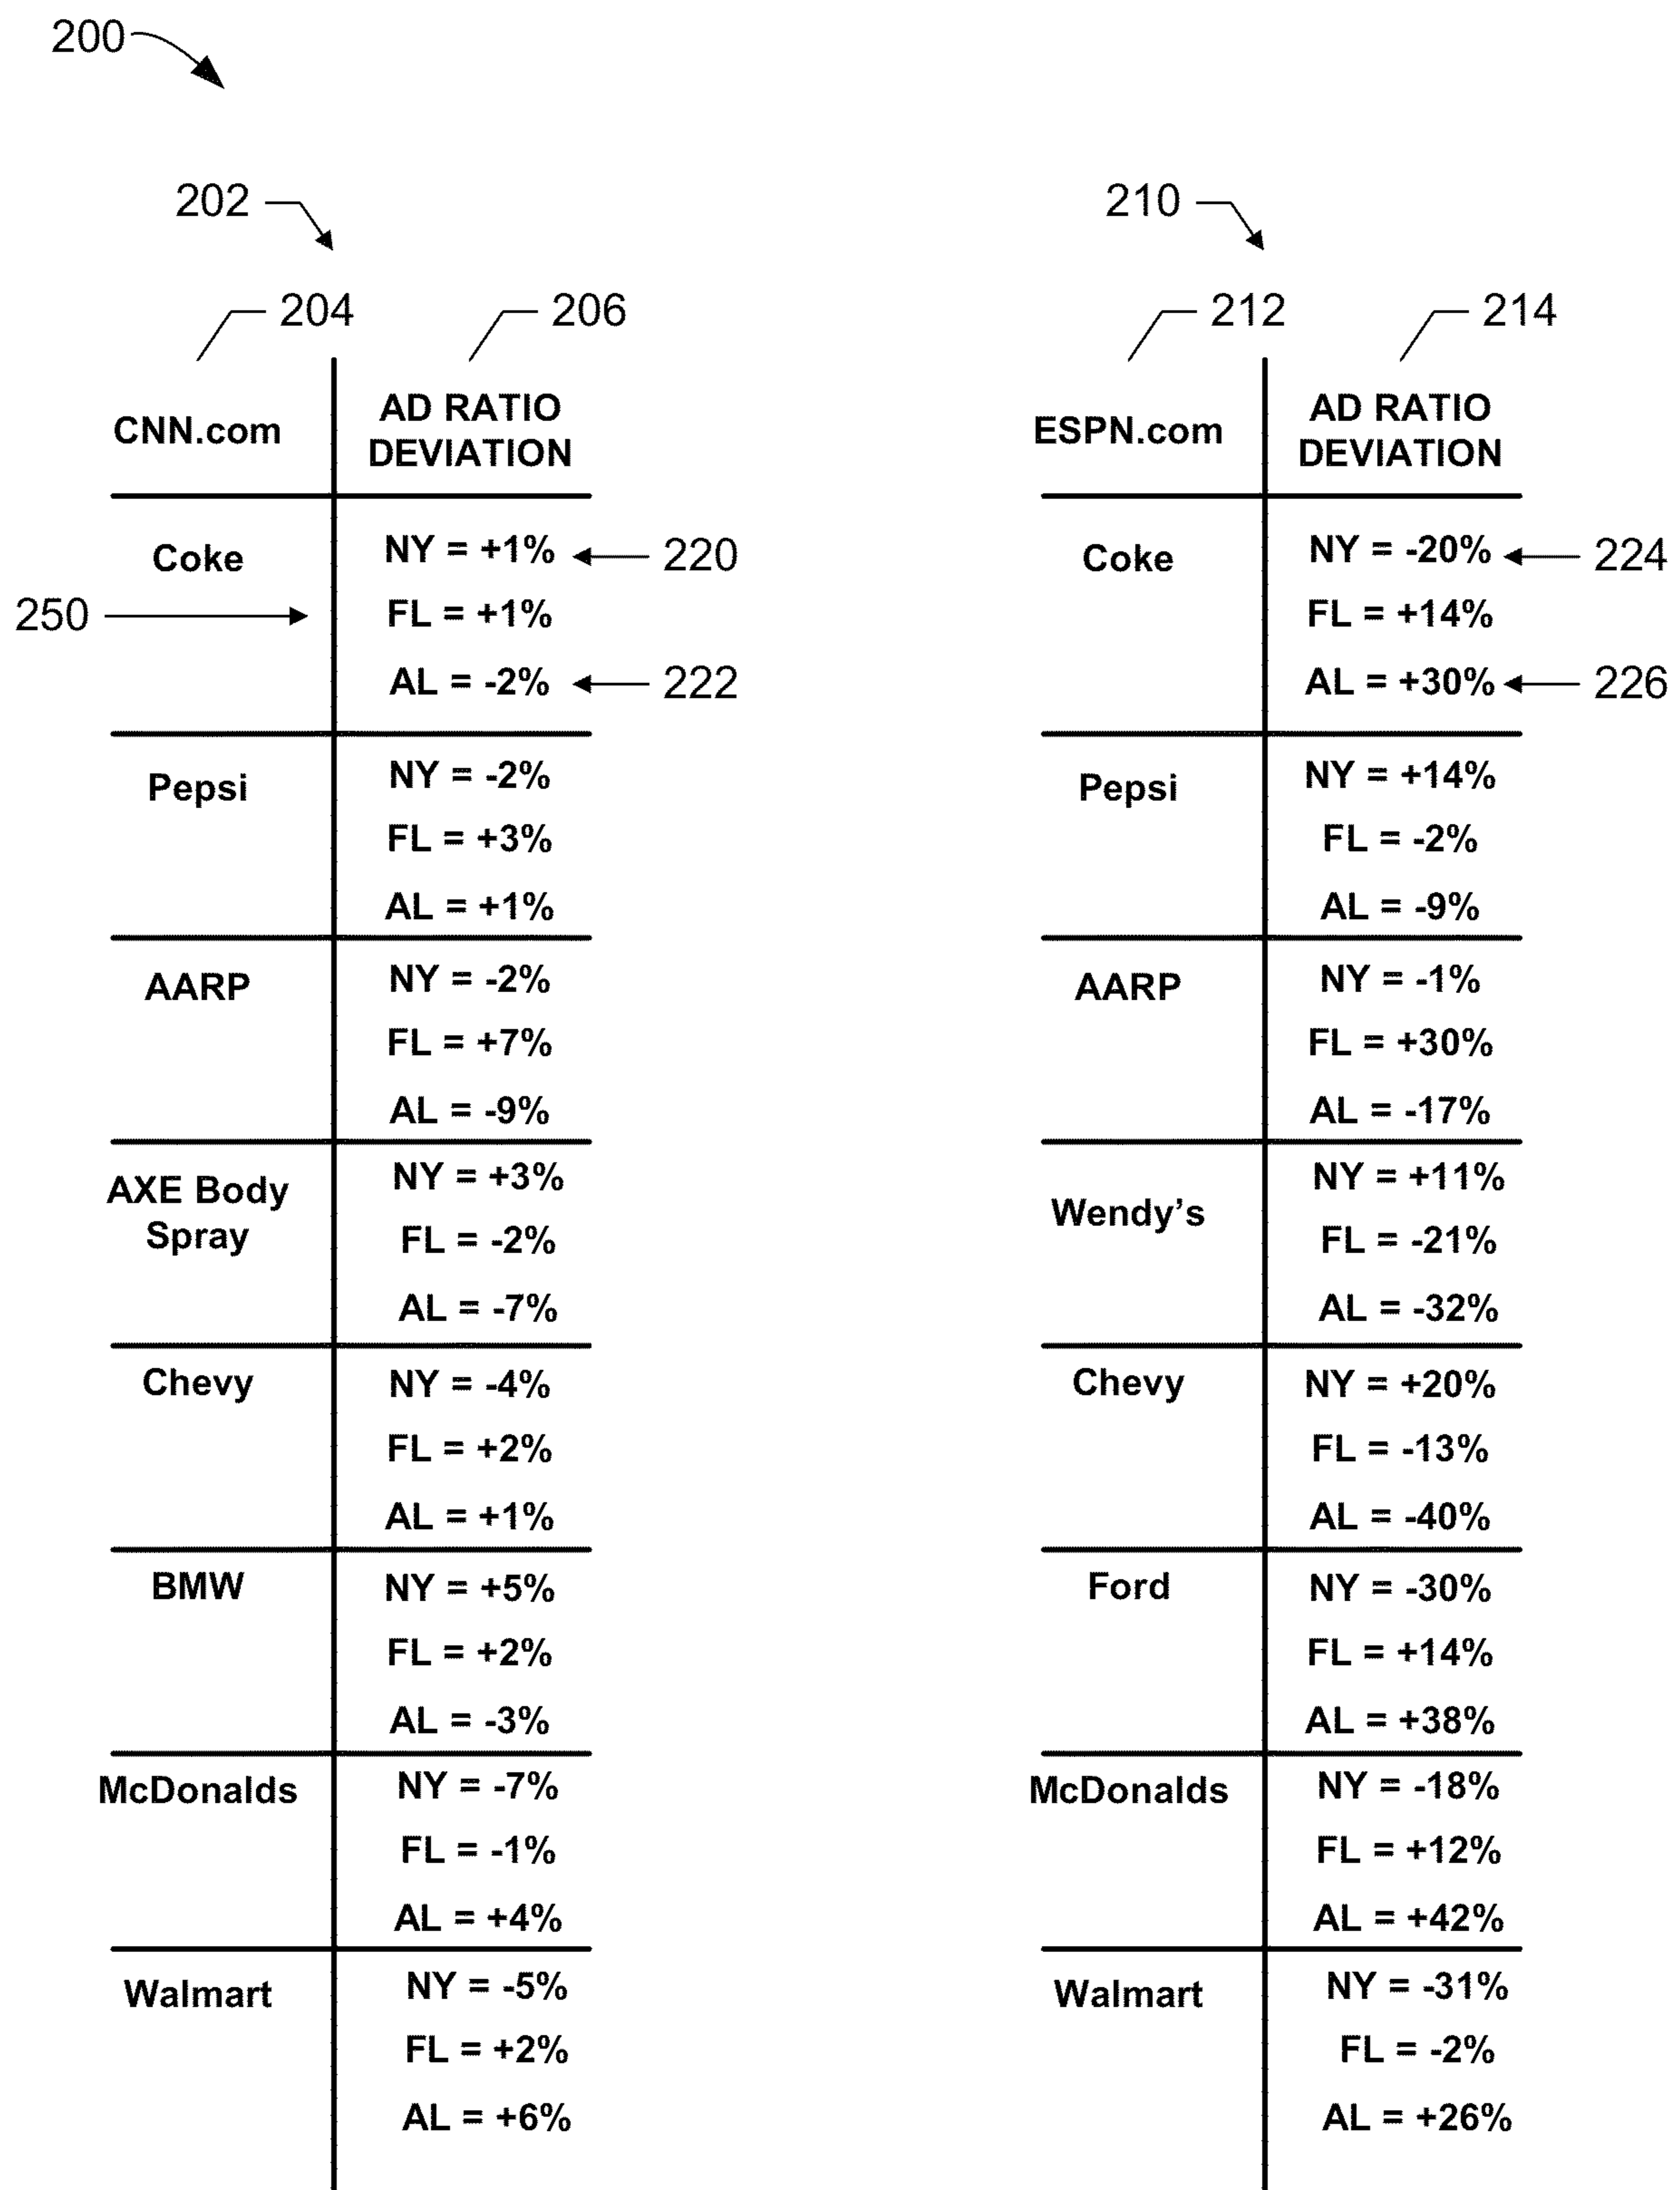 200
202
204
206
CNN.com
AD RATIO
DEVIATION
Coke
NY = +1%
220
250
FL = +1%
AL = -2%
222
Pepsi
NY = -2%
FL = +3%
AL = +1%
AARP
NY = -2%
FL = +7%
AL = -9%
AXE Body
Spray
NY = +3%
FL = -2%
AL = -7%
Chevy
NY = -4%
FL = +2%
AL = +1%
BMW
NY = +5%
FL = +2%
AL = -3%
McDonalds
NY = -7%
FL = -1%
AL = +4%
Walmart
NY = -5%
FL = +2%
AL = +6%
210
212
214
ESPN.com
AD RATIO
DEVIATION
Coke
NY = -20%
224
FL = +14%
AL = +30%
226
Pepsi
NY = +14%
FL = -2%
AL = -9%
AARP
NY = -1%
FL = +30%
AL = -17%
Wendy’s
NY = +11%
FL = -21%
AL = -32%
Chevy
NY = +20%
FL = -13%
AL = -40%
Ford
NY = -30%
FL = +14%
AL = +38%
McDonalds
NY = -18%
FL = +12%
AL = +42%
Walmart
NY = -31%
FL = -2%
AL = +26%